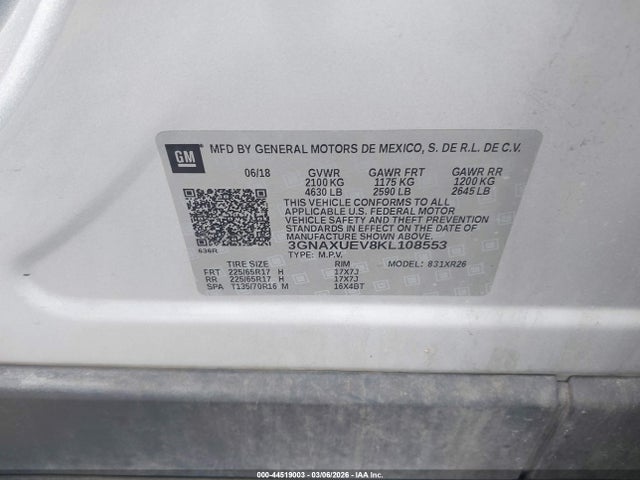 GM MFD BY GENERAL MOTORS DE MEXICO, S. DE R.L. DE C.V.
06/18 GVWR GAWR FRT GAWR RR
2100 KG 1175 KG 1200 KG
4630 LB 2590 LB 2645 LB
THIS VEHICLE CONFORMS TO ALL
APPLICABLE U.S. FEDERAL MOTOR
VEHICLE SAFETY AND THEFT PREVENTION
STANDARDS IN EFFECT ON THE DATE OF
MANUFACTURE SHOWN ABOVE.
3GNAXUEV8KL108553
636R TYPE: M.P.V.
TIRE SIZE RIM MODEL: 831XR26
FRT 225/65R17 H 17X7J
RR 225/65R17 H 17X7J
SPA T135/70R16 M 16X4BT
000-44519003 - 03/06/2026 - IAA Inc.